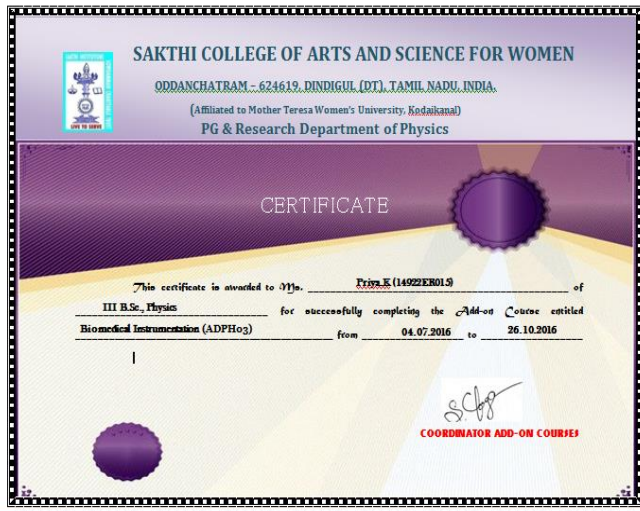 SAKTHI COLLEGE OF ARTS AND SCIENCE FOR WOMEN
ODDANCHATRAM – 624619, DINDIGUL (DT), TAMIL NADU, INDIA.
(Affiliated to Mother Teresa Women's University, Kodaikanal)
PG & Research Department of Physics
LIVE TO SERVE
CERTIFICATE
This certificate is awarded to Ms. Priya.K (14922ER015) of
III B.Sc., Physics for successfully completing the Add-on Course entitled
Biomedical Instrumentation (ADPH03) from 04.07.2016 to 26.10.2016
COORDINATOR ADD-ON COURSES